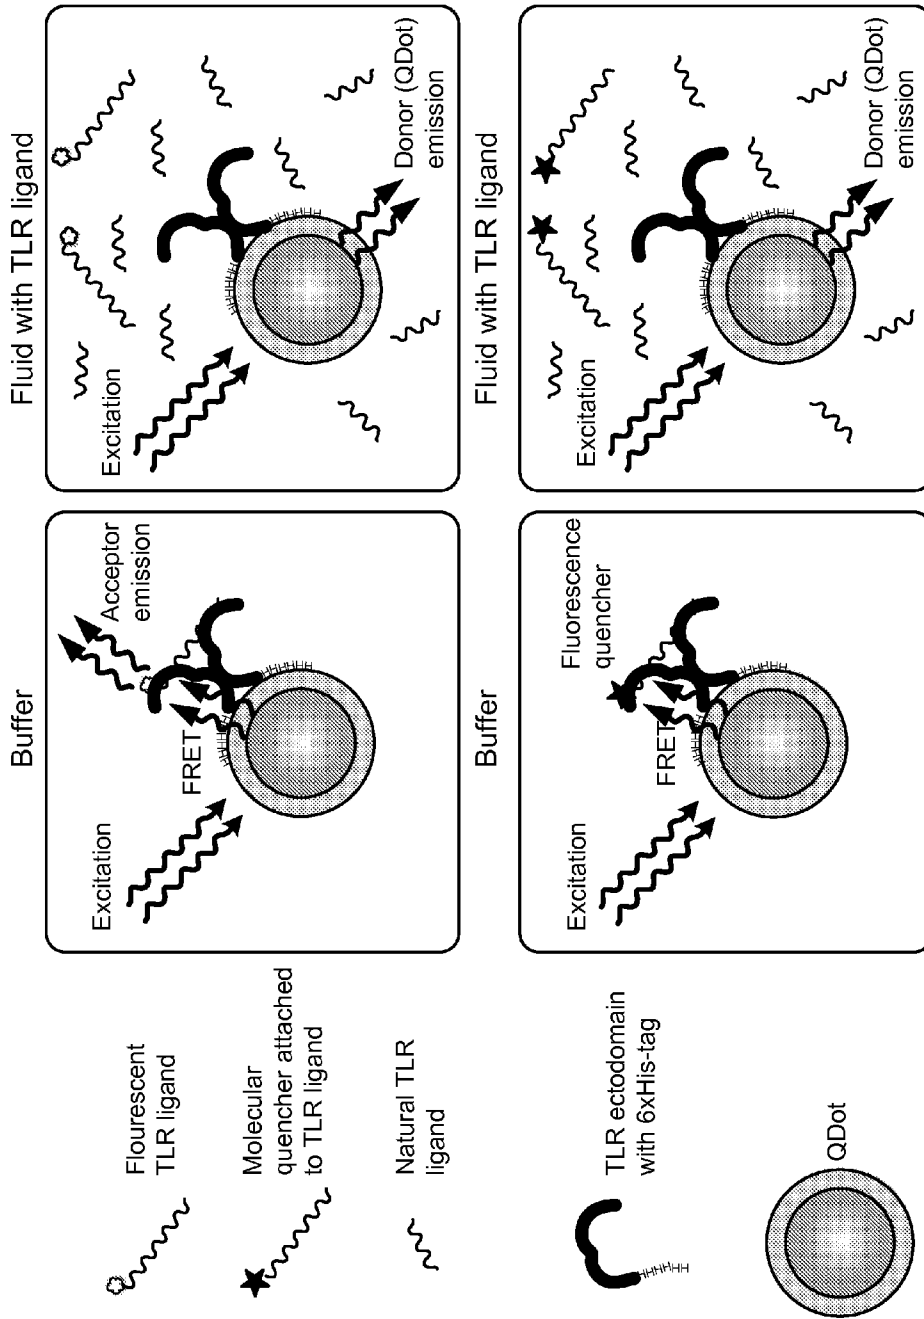 Flourescent
TLR ligand
Molecular
quencher attached
to TLR ligand
Natural TLR
ligand
TLR ectodomain
with 6xHis-tag
QDot
Buffer
Excitation
FRET
Acceptor
emission
Fluid with TLR ligand
Excitation
Donor (QDot)
emission
Buffer
Excitation
FRET
Fluorescence
quencher
Fluid with TLR ligand
Excitation
Donor (QDot)
emission